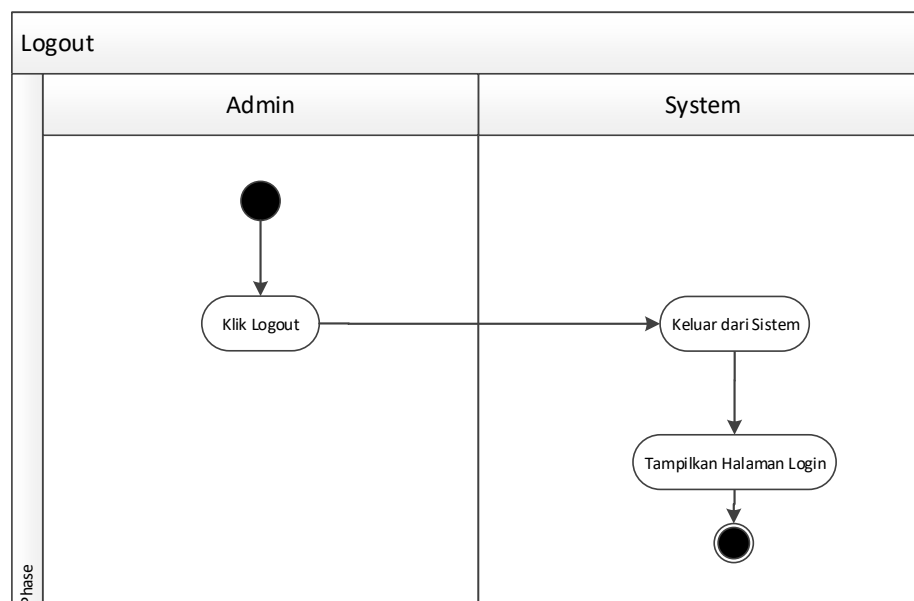 Logout
Admin
System
Klik Logout
Keluar dari Sistem
Tampilkan Halaman Login
Phase